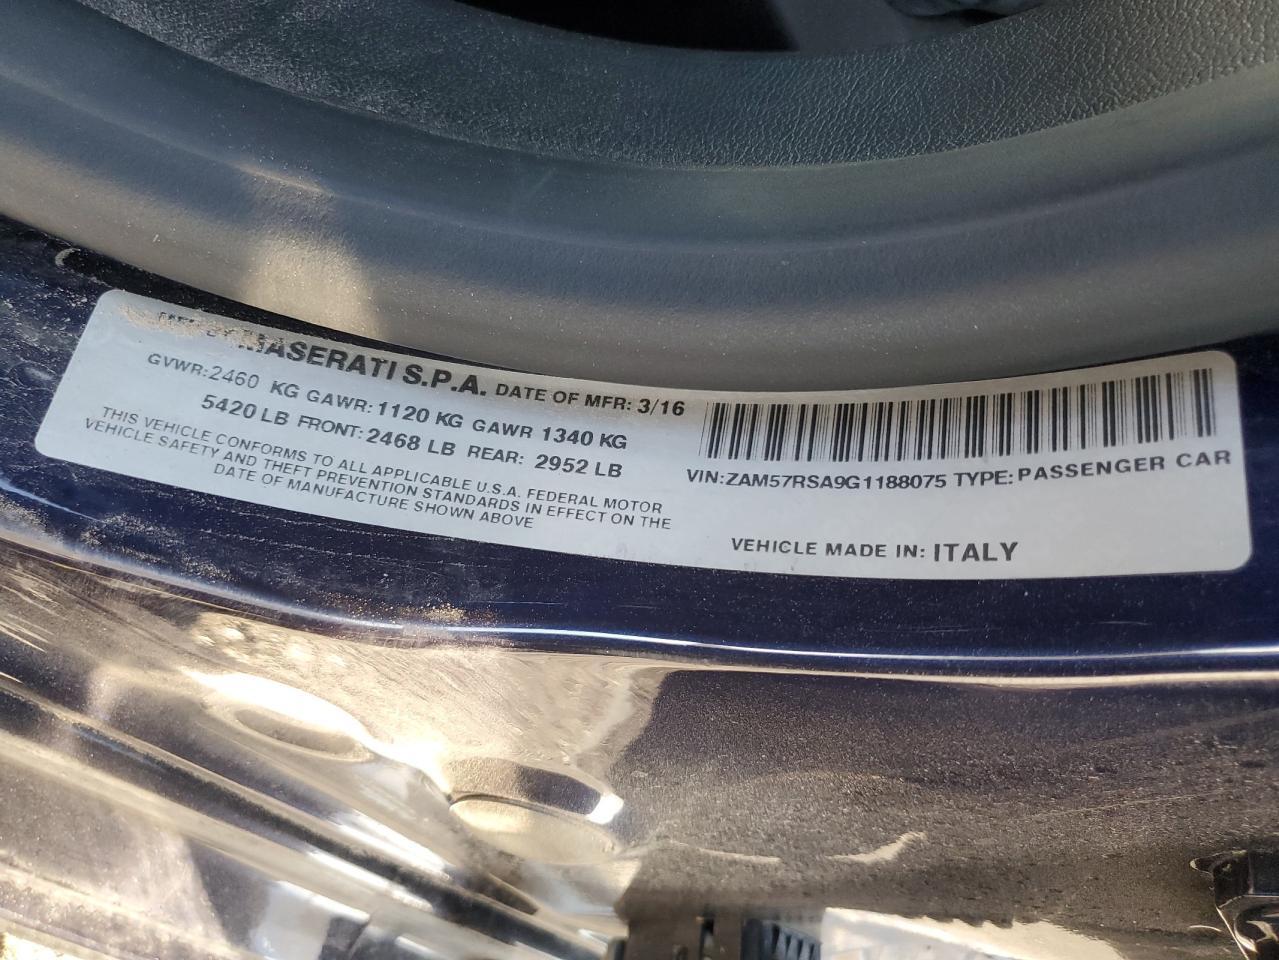 MASERATI S.P.A. DATE OF MFR: 3/16
GVWR:2460 KG GAWR:1120 KG GAWR 1340 KG
5420 LB FRONT:2468 LB REAR: 2952 LB
THIS VEHICLE CONFORMS TO ALL APPLICABLE U.S.A. FEDERAL MOTOR
VEHICLE SAFETY AND THEFT PREVENTION STANDARDS IN EFFECT ON THE
DATE OF MANUFACTURE SHOWN ABOVE
VIN:ZAM57RSA9G1188075 TYPE:PASSENGER CAR
VEHICLE MADE IN: ITALY